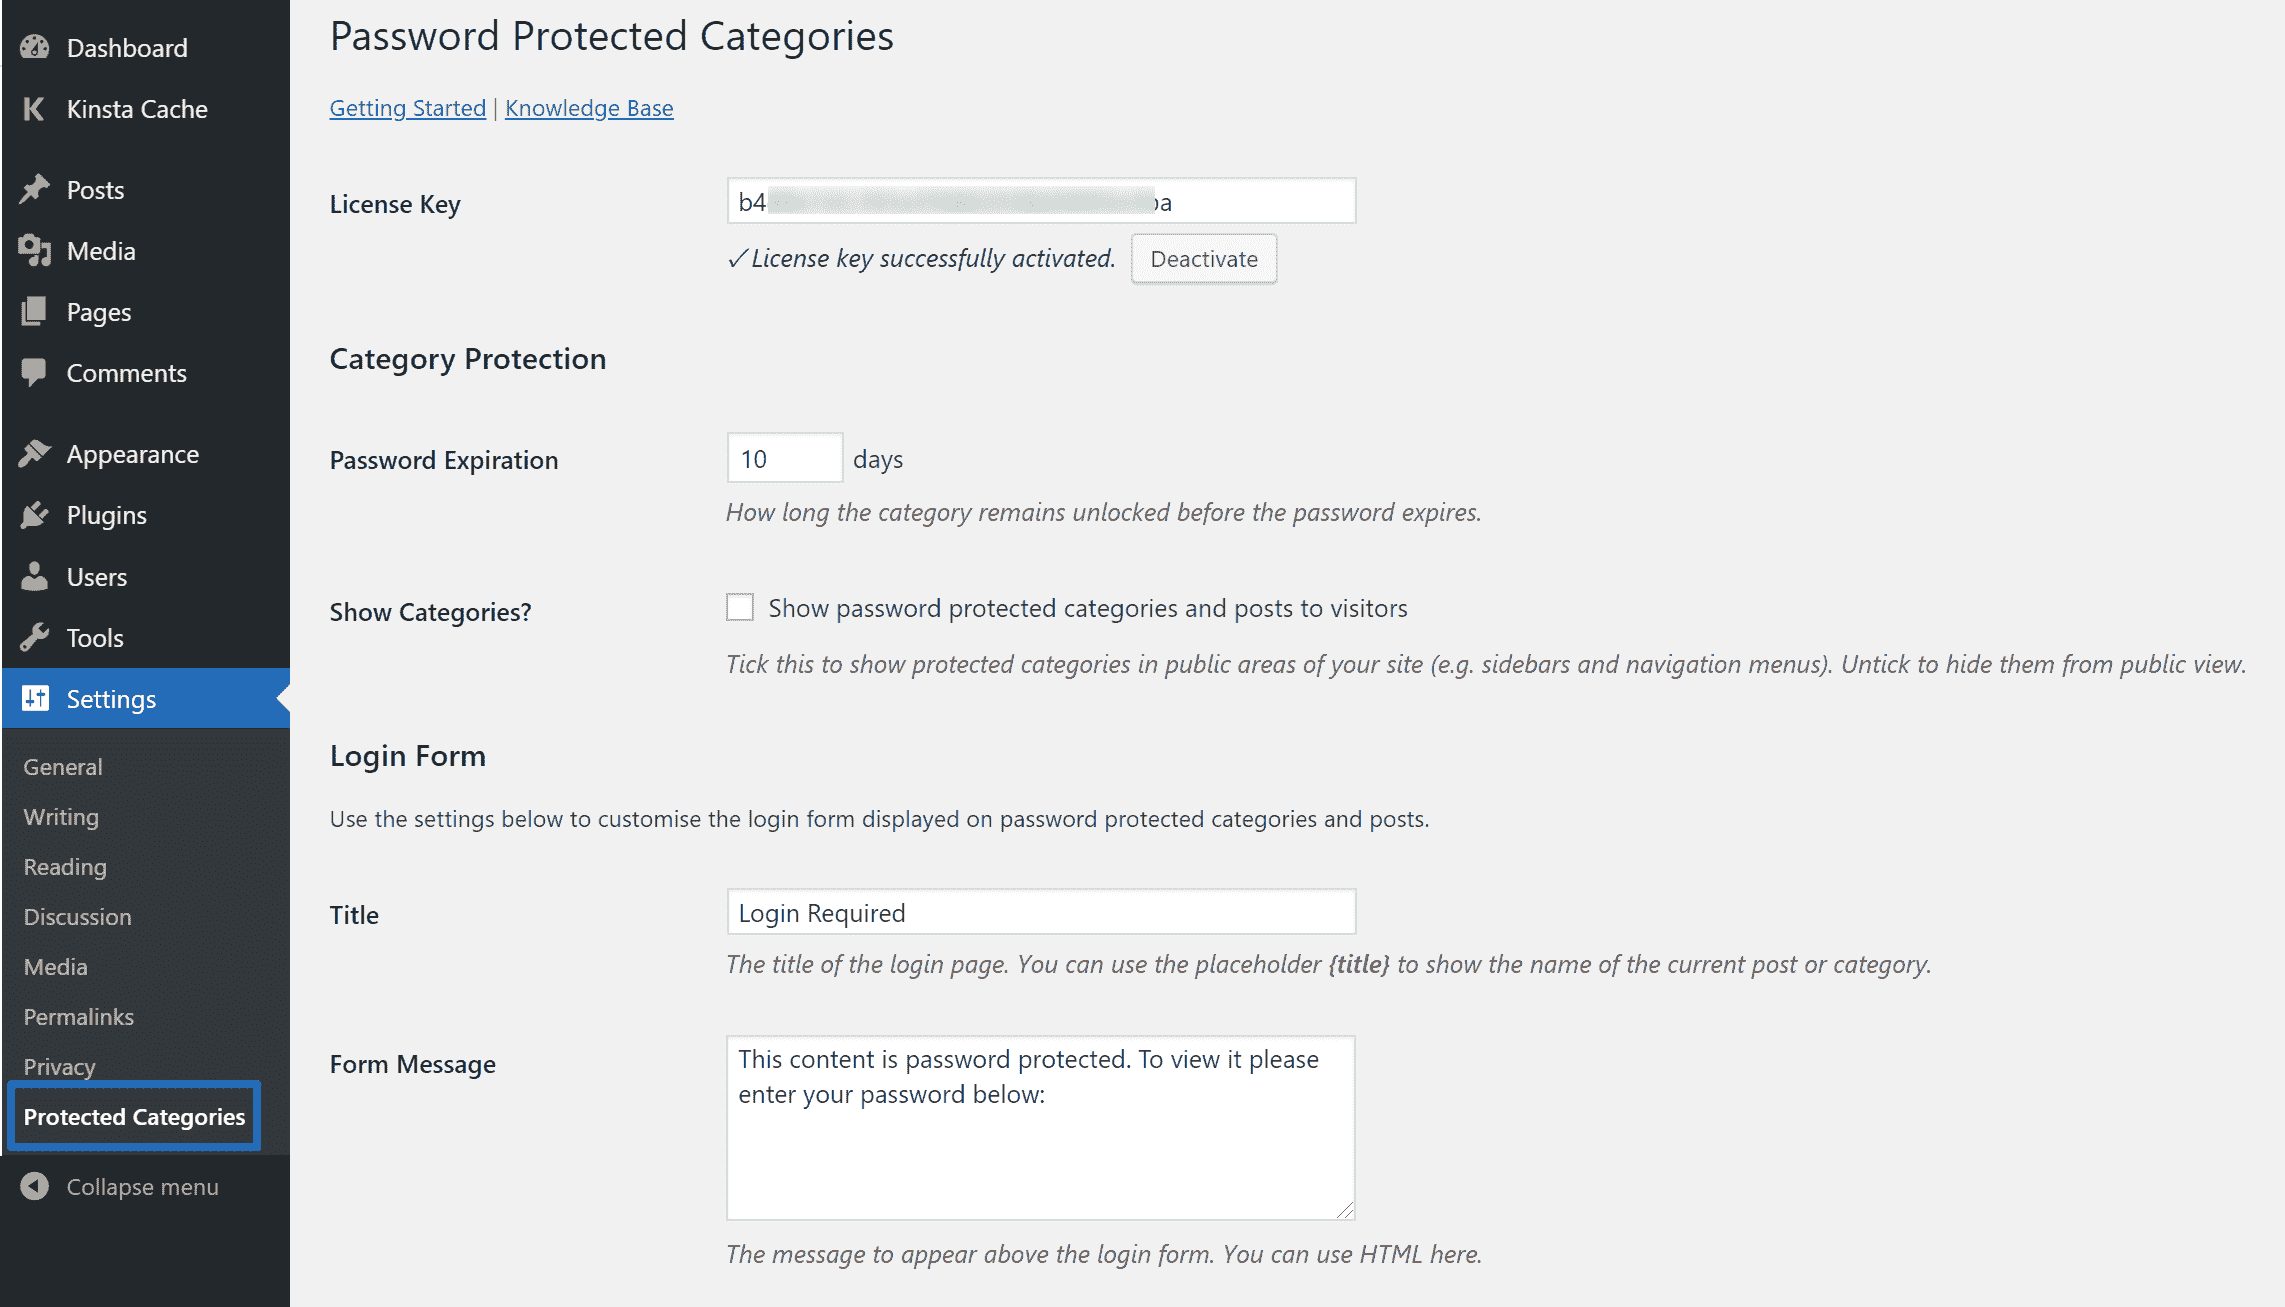 Dashboard
Kinsta Cache
Posts
Media
Pages
Comments
Appearance
Plugins
Users
Tools
Settings
General
Writing
Reading
Discussion
Media
Permalinks
Privacy
Protected Categories
Collapse menu
Password Protected Categories
Getting Started | Knowledge Base
License Key
b4
✓License key successfully activated. Deactivate
Category Protection
Password Expiration
10 days
How long the category remains unlocked before the password expires.
Show Categories?
Show password protected categories and posts to visitors
Tick this to show protected categories in public areas of your site (e.g. sidebars and navigation menus). Untick to hide them from public view.
Login Form
Use the settings below to customise the login form displayed on password protected categories and posts.
Title
Login Required
The title of the login page. You can use the placeholder {title} to show the name of the current post or category.
Form Message
This content is password protected. To view it please
enter your password below:
The message to appear above the login form. You can use HTML here.